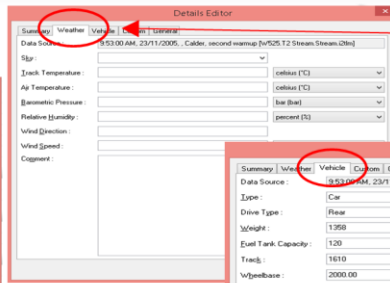 Details Editor
Summary Weather Vehicle Custom General
Data Source : 9:53:00 AM, 23/11/2005, , Calder, second warmup [W525.T2 Stream.Stream.i2tlm]
Sky :
Track Temperature : celsius (°C)
Air Temperature : celsius (°C)
Barometric Pressure : bar (bar)
Relative Humidity : percent (%)
Wind Direction :
Wind Speed :
Comment :
Summary Weather Vehicle Custom
Data Source : 9:53:00 AM, 23/1
Type : Car
Drive Type : Rear
Weight : 1358
Fuel Tank Capacity : 120
Track : 1610
Wheelbase : 2000.00